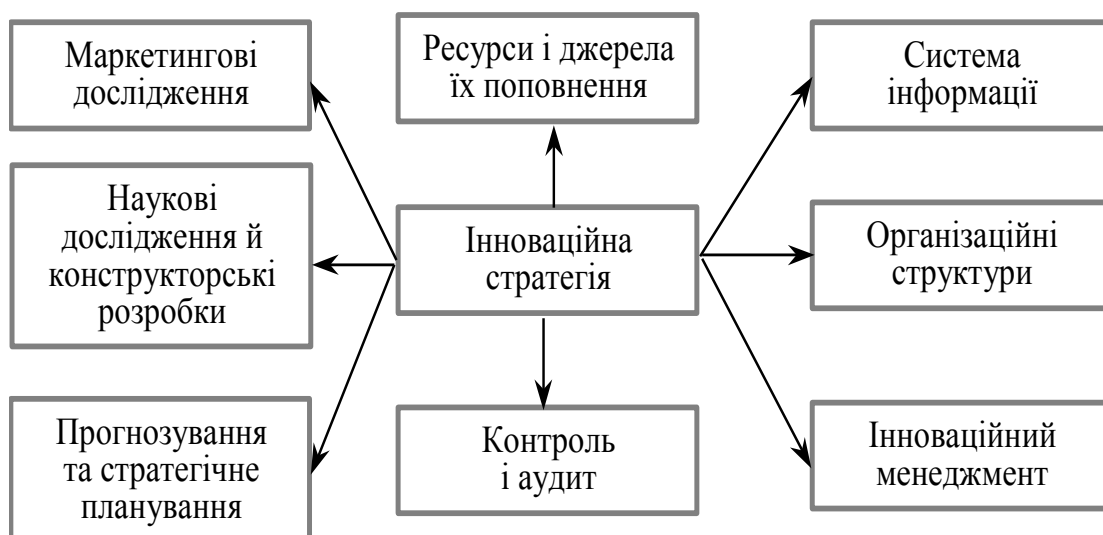 Маркетингові
дослідження
Ресурси і джерела
їх поповнення
Система
інформації
Наукові
дослідження й
конструкторські
розробки
Інноваційна
стратегія
Організаційні
структури
Прогнозування
та стратегічне
планування
Контроль
і аудит
Інноваційний
менеджмент